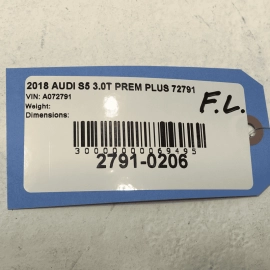 2018 AUDI S5 3.0T PREM PLUS 72791
VIN: A072791
Weight:
Dimensions:
F.L.
30000000069495
2791-0206